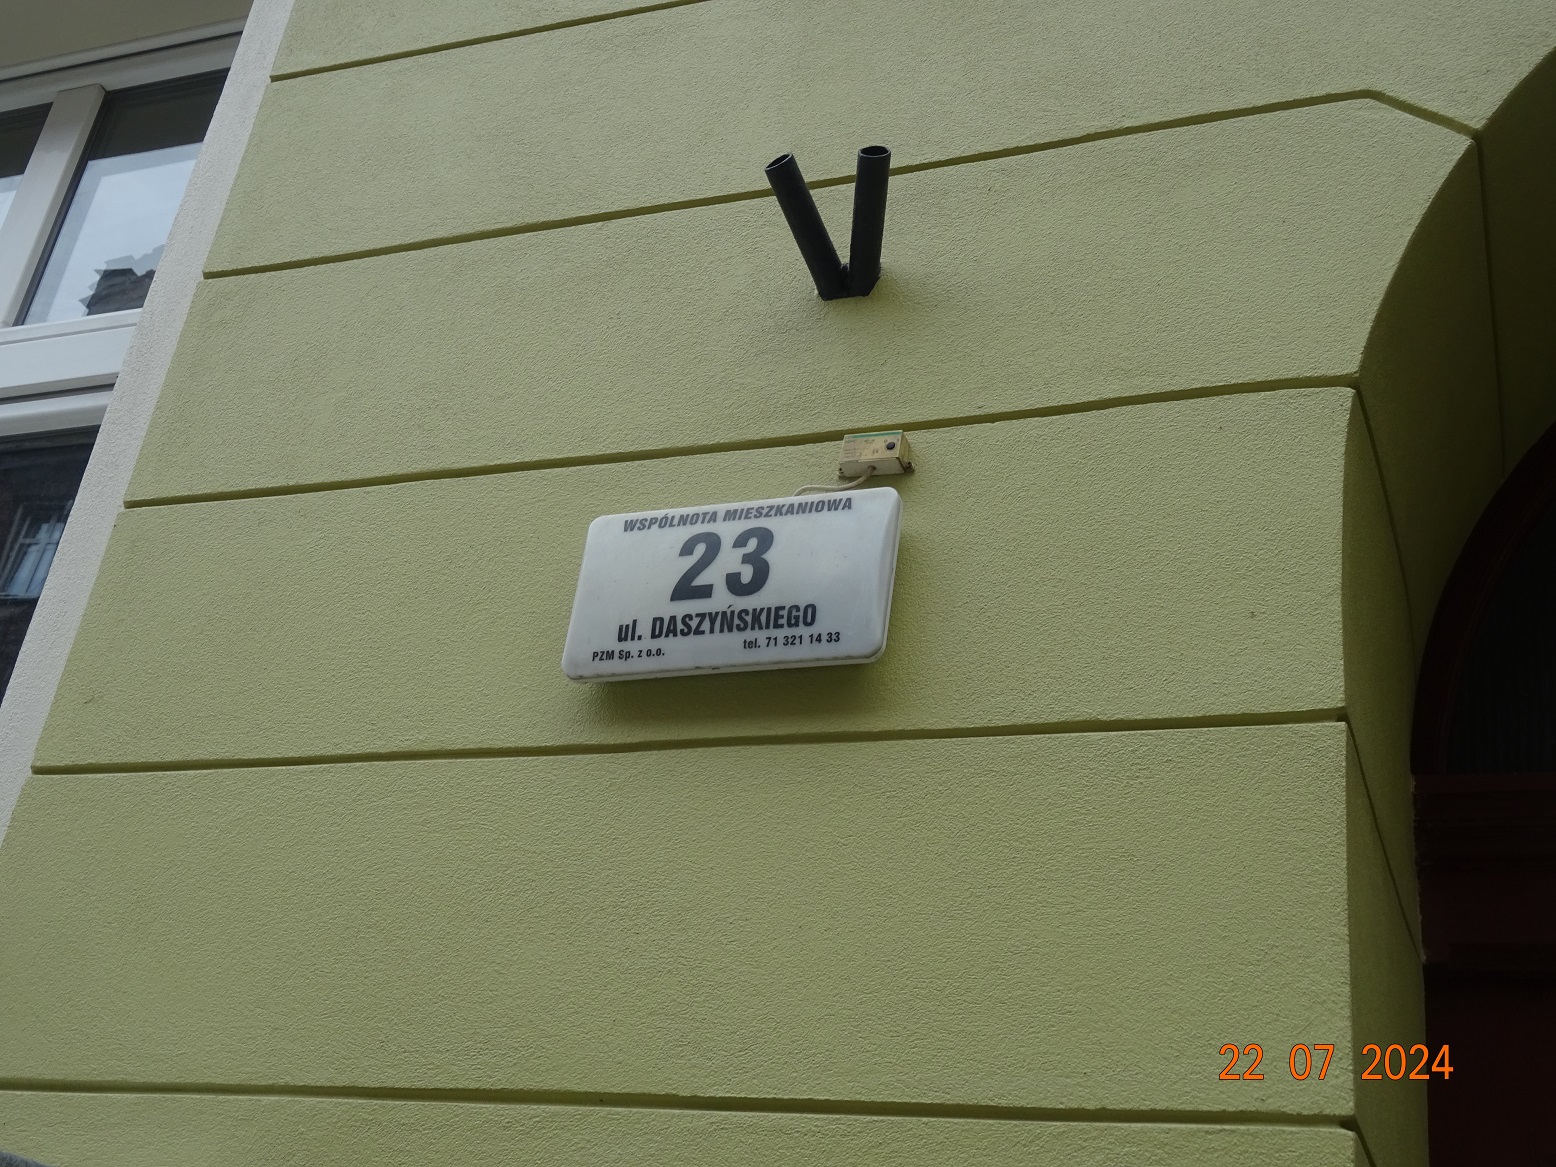 WSPÓLNOTA MIESZKANIOWA
23
ul. DASZYŃSKIEGO
PZM Sp. z o.o. tel. 71 321 14 33
22 07 2024